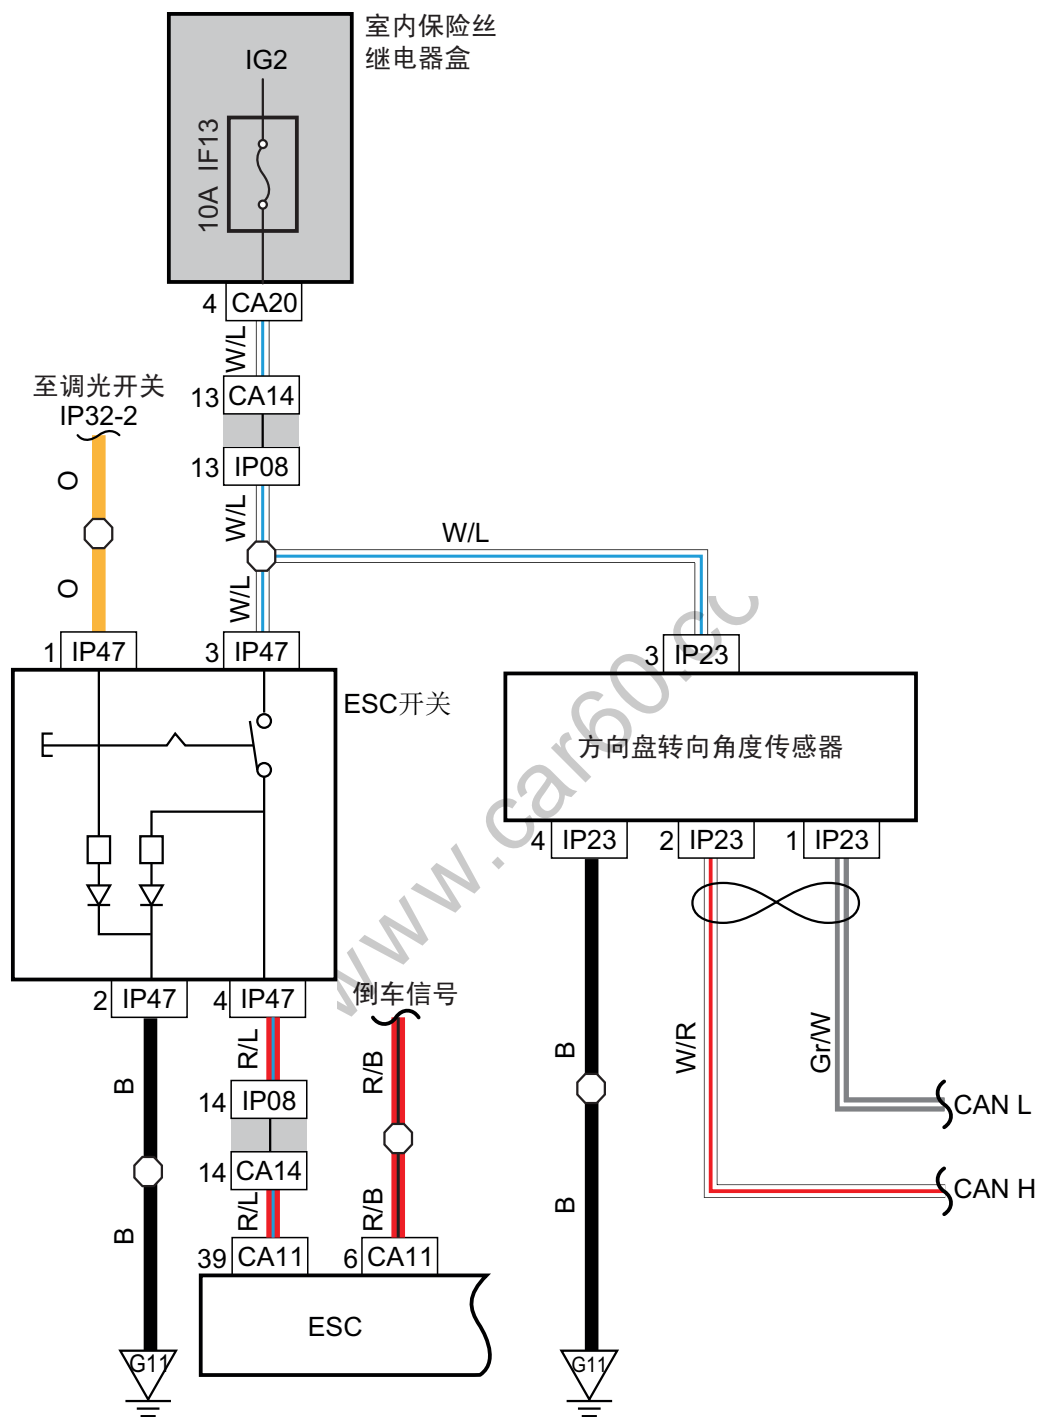 室内保险丝
继电器盒
IG2
10A IF13
4 CA20
W/L
至调光开关
IP32-2
13 CA14
13 IP08
O
W/L
W/L
O
W/L
1 IP47
3 IP47
3 IP23
ESC开关
方向盘转向角度传感器
4 IP23
2 IP23
1 IP23
www.car60.co
2 IP47
4 IP47
倒车信号
B
R/L
R/B
B
W/R
Gr/W
14 IP08
CAN L
14 CA14
CAN H
B
R/L
R/B
B
39 CA11
6 CA11
ESC
G11
G11